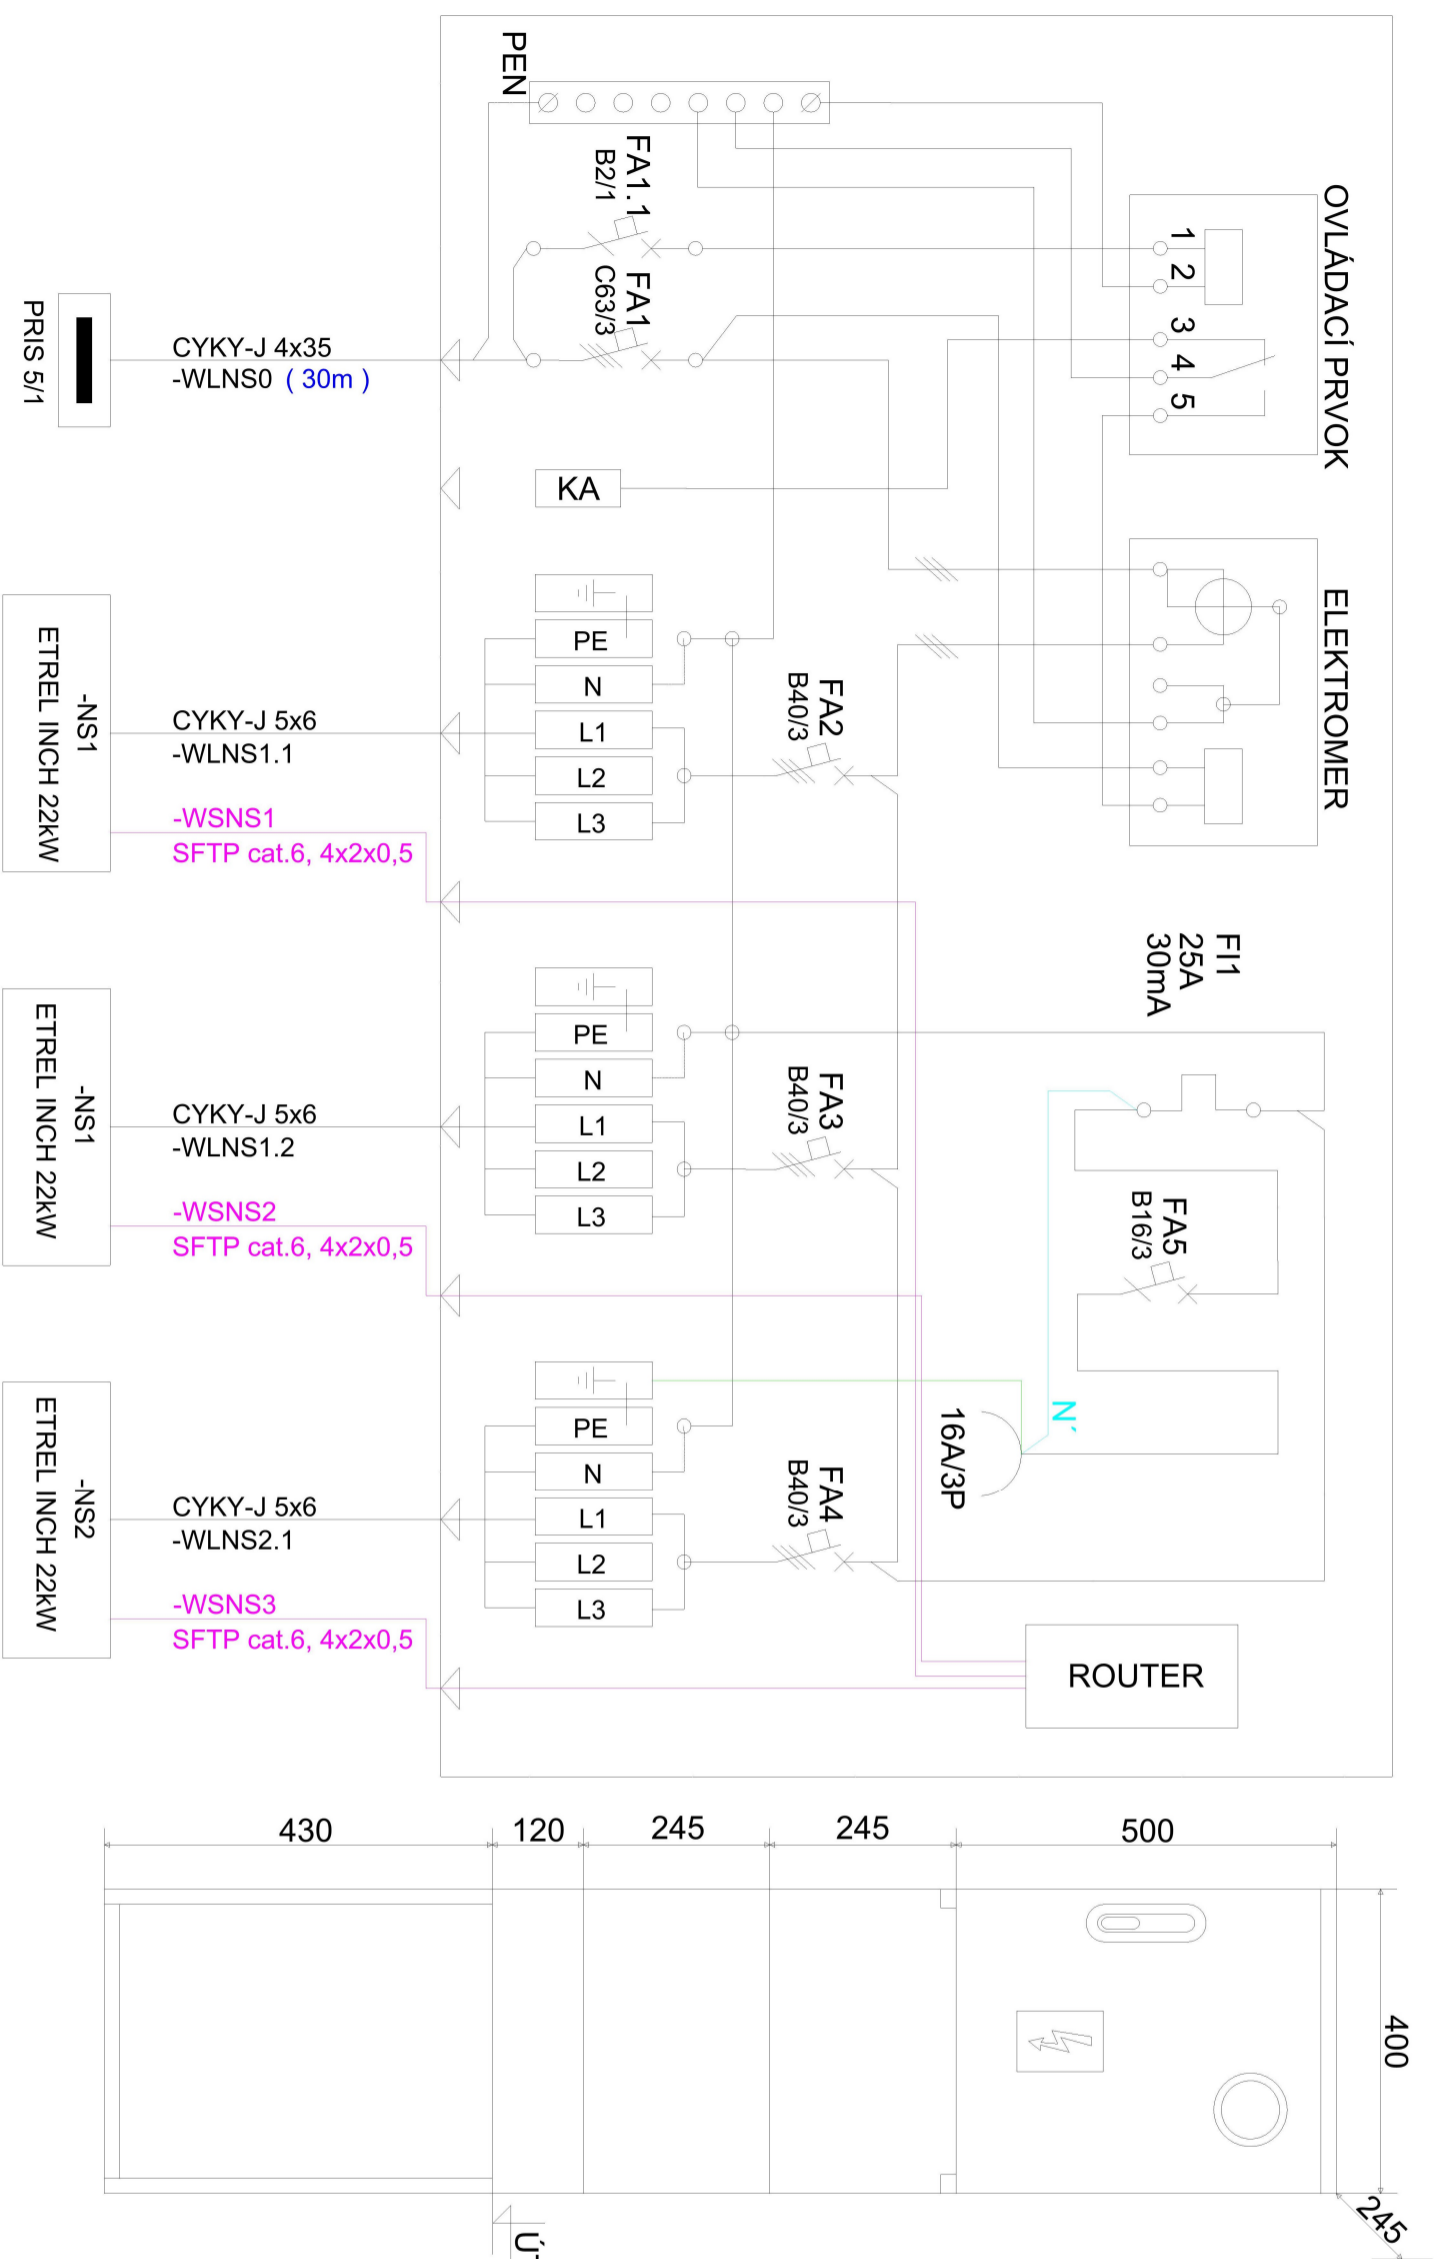 PEN
OVLÁDACÍ PRVOK
1
2
3
4
5
FA1.1
B2/1
FA1
C63/3
CYKY-J 4x35
-WLNS0 ( 30m )
PRIS 5/1
KA
ELEKTROMER
PE
N
L1
L2
L3
FA2
B40/3
CYKY-J 5x6
-WLNS1.1
-WSNS1
SFTP cat.6, 4x2x0,5
-NS1
ETREL INCH 22kW
FI1
25A
30mA
PE
N
L1
L2
L3
FA3
B40/3
FA5
B16/3
CYKY-J 5x6
-WLNS1.2
-WSNS2
SFTP cat.6, 4x2x0,5
-NS1
ETREL INCH 22kW
N´
16A/3P
PE
N
L1
L2
L3
FA4
B40/3
CYKY-J 5x6
-WLNS2.1
-WSNS3
SFTP cat.6, 4x2x0,5
-NS2
ETREL INCH 22kW
ROUTER
430
120
245
245
500
400
245